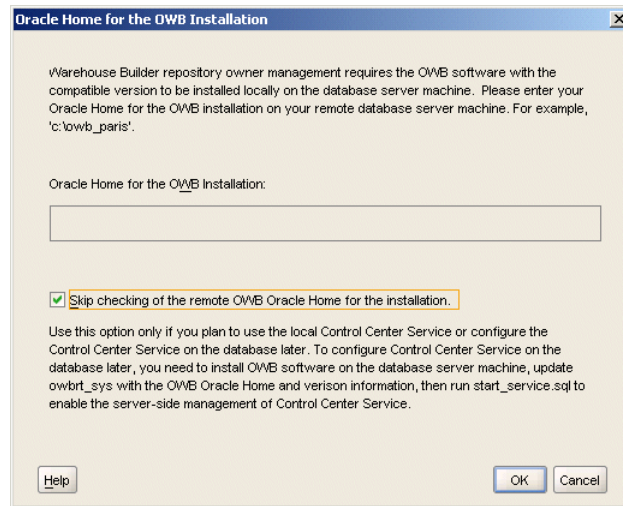 Oracle Home for the OWB Installation
Warehouse Builder repository owner management requires the OWB software with the
compatible version to be installed locally on the database server machine.  Please enter your
Oracle Home for the OWB installation on your remote database server machine. For example,
'c:\owb_paris'.
Oracle Home for the OWB Installation:
Skip checking of the remote OWB Oracle Home for the installation.
Use this option only if you plan to use the local Control Center Service or configure the
Control Center Service on the database later. To configure Control Center Service on the
database later, you need to install OWB software on the database server machine, update
owbrt_sys with the OWB Oracle Home and verison information, then run start_service.sql to
enable the server-side management of Control Center Service.
Help
OK
Cancel